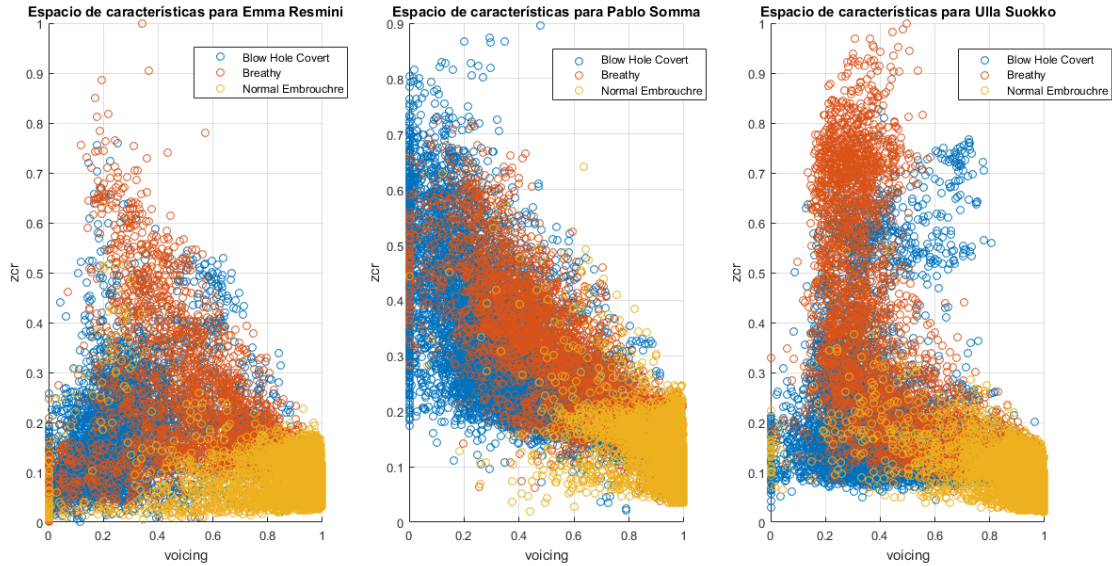 Espacio de características para Emma Resmini
Blow Hole Covert
Breathy
Normal Embrouchre
1
0.9
0.8
0.7
0.6
0.5
0.4
0.3
0.2
0.1
0
zcr
0 0.2 0.4 0.6 0.8 1
voicing
Espacio de características para Pablo Somma
Blow Hole Covert
Breathy
Normal Embrouchre
0.9
0.8
0.7
0.6
0.5
0.4
0.3
0.2
0.1
0
zcr
0 0.2 0.4 0.6 0.8 1
voicing
Espacio de características para Ulla Suokko
Blow Hole Covert
Breathy
Normal Embrouchre
1
0.9
0.8
0.7
0.6
0.5
0.4
0.3
0.2
0.1
0
zcr
0 0.2 0.4 0.6 0.8 1
voicing